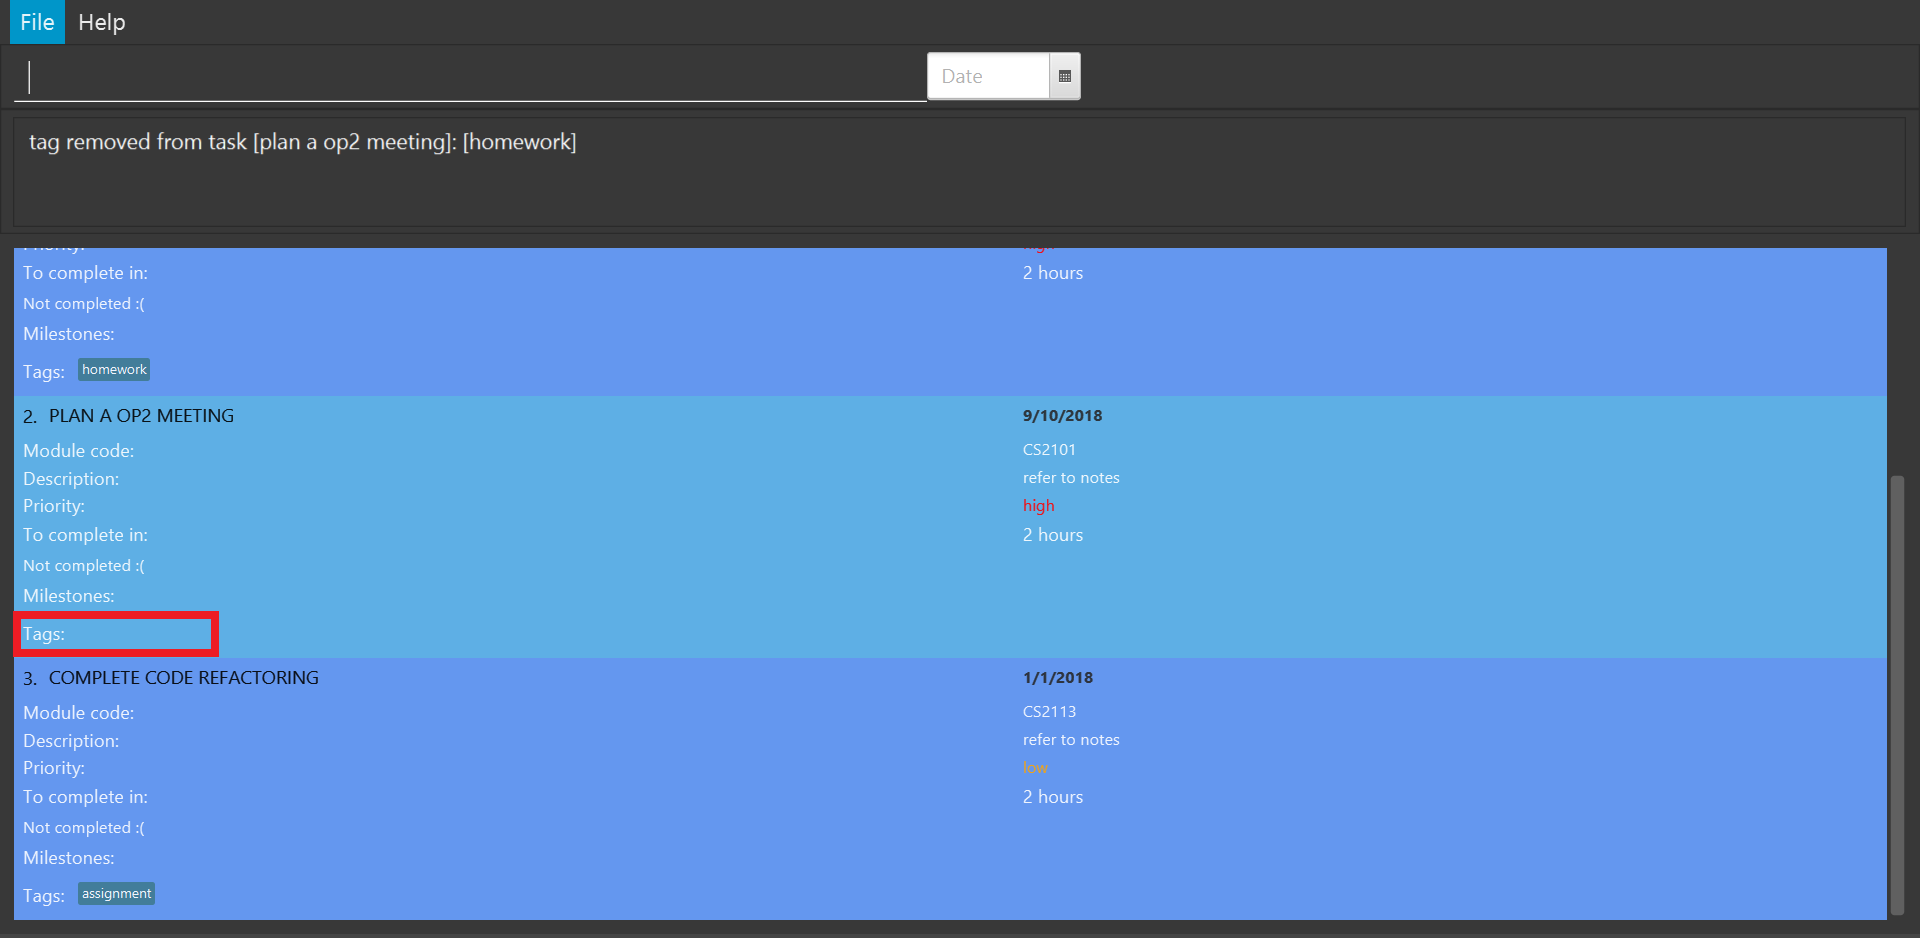 File Help
Date
tag removed from task [plan a op2 meeting]: [homework]
Priority: high
To complete in: 2 hours
Not completed :(
Milestones:
Tags: homework
2. PLAN A OP2 MEETING 9/10/2018
Module code: CS2101
Description: refer to notes
Priority: high
To complete in: 2 hours
Not completed :(
Milestones:
Tags:
3. COMPLETE CODE REFACTORING 1/1/2018
Module code: CS2113
Description: refer to notes
Priority: low
To complete in: 2 hours
Not completed :(
Milestones:
Tags: assignment